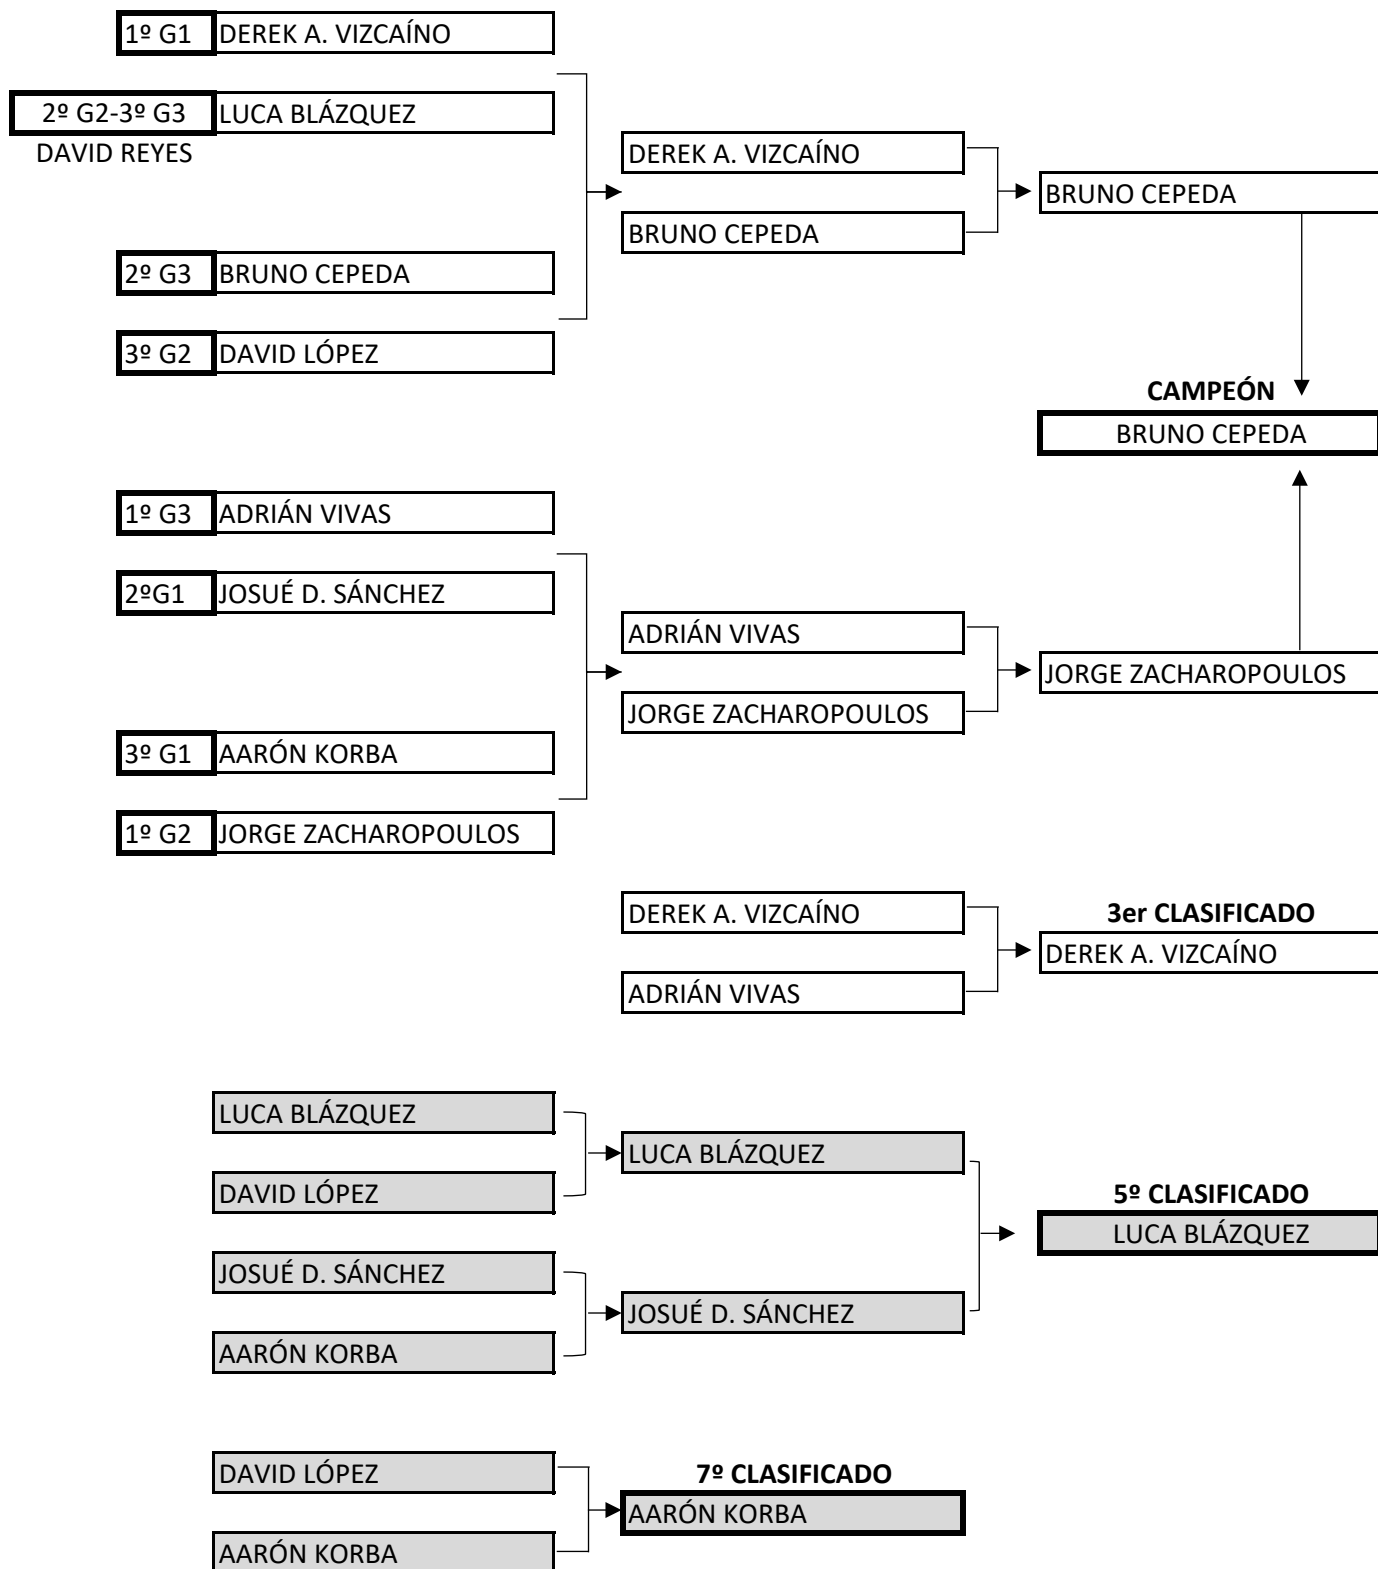 1º G1 DEREK A. VIZCAÍNO
2º G2-3º G3 LUCA BLÁZQUEZ
DAVID REYES
DEREK A. VIZCAÍNO
BRUNO CEPEDA
BRUNO CEPEDA
2º G3 BRUNO CEPEDA
3º G2 DAVID LÓPEZ
CAMPEÓN
BRUNO CEPEDA
1º G3 ADRIÁN VIVAS
2ºG1 JOSUÉ D. SÁNCHEZ
ADRIÁN VIVAS
JORGE ZACHAROPOULOS
JORGE ZACHAROPOULOS
3º G1 AARÓN KORBA
1º G2 JORGE ZACHAROPOULOS
DEREK A. VIZCAÍNO
3er CLASIFICADO
DEREK A. VIZCAÍNO
ADRIÁN VIVAS
LUCA BLÁZQUEZ
LUCA BLÁZQUEZ
DAVID LÓPEZ
5º CLASIFICADO
LUCA BLÁZQUEZ
JOSUÉ D. SÁNCHEZ
JOSUÉ D. SÁNCHEZ
AARÓN KORBA
DAVID LÓPEZ
7º CLASIFICADO
AARÓN KORBA
AARÓN KORBA